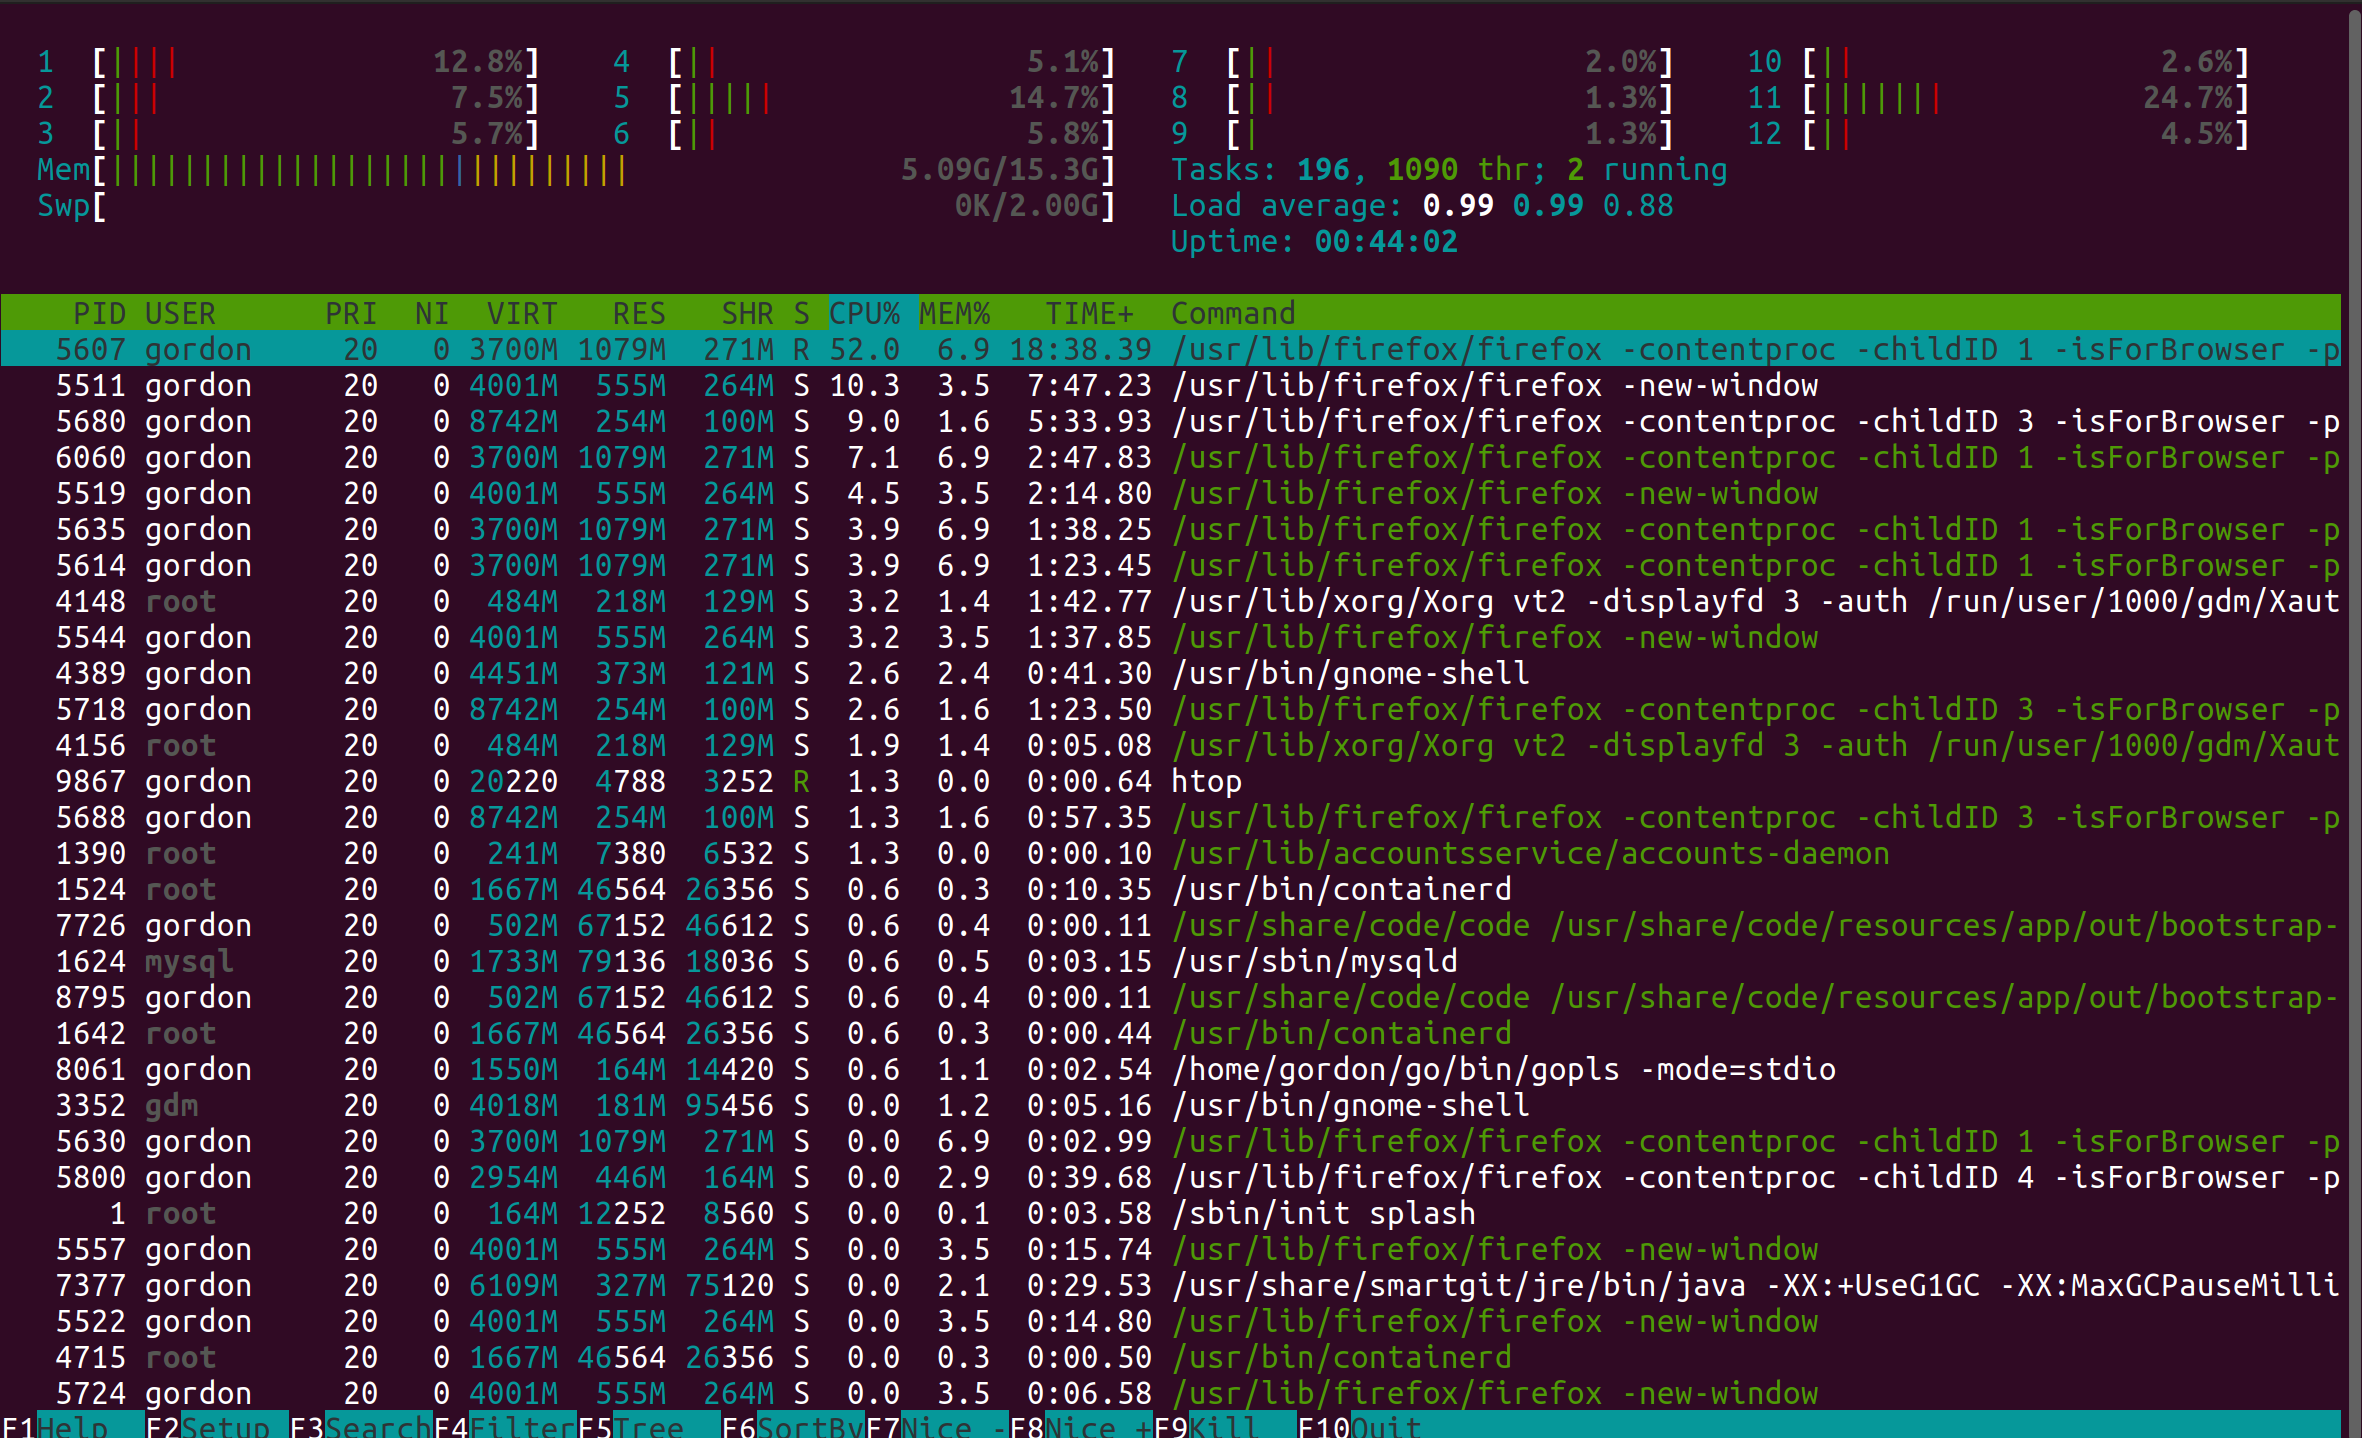 1 [|||| 12.8%] 4 [|| 5.1%] 7 [|| 2.0%] 10 [|| 2.6%]
2 [||| 7.5%] 5 [||||| 14.7%] 8 [|| 1.3%] 11 [||||||| 24.7%]
3 [|| 5.7%] 6 [|| 5.8%] 9 [| 1.3%] 12 [|| 4.5%]
Mem[||||||||||||||||||||||||||||| 5.09G/15.3G] Tasks: 196, 1090 thr; 2 running
Swp[ 0K/2.00G] Load average: 0.99 0.99 0.88
Uptime: 00:44:02
PID USER PRI NI VIRT RES SHR S CPU% MEM% TIME+ Command
5607 gordon 20 0 3700M 1079M 271M R 52.0 6.9 18:38.39 /usr/lib/firefox/firefox -contentproc -childID 1 -isForBrowser -p
5511 gordon 20 0 4001M 555M 264M S 10.3 3.5 7:47.23 /usr/lib/firefox/firefox -new-window
5680 gordon 20 0 8742M 254M 100M S 9.0 1.6 5:33.93 /usr/lib/firefox/firefox -contentproc -childID 3 -isForBrowser -p
6060 gordon 20 0 3700M 1079M 271M S 7.1 6.9 2:47.83 /usr/lib/firefox/firefox -contentproc -childID 1 -isForBrowser -p
5519 gordon 20 0 4001M 555M 264M S 4.5 3.5 2:14.80 /usr/lib/firefox/firefox -new-window
5635 gordon 20 0 3700M 1079M 271M S 3.9 6.9 1:38.25 /usr/lib/firefox/firefox -contentproc -childID 1 -isForBrowser -p
5614 gordon 20 0 3700M 1079M 271M S 3.9 6.9 1:23.45 /usr/lib/firefox/firefox -contentproc -childID 1 -isForBrowser -p
4148 root 20 0 484M 218M 129M S 3.2 1.4 1:42.77 /usr/lib/xorg/Xorg vt2 -displayfd 3 -auth /run/user/1000/gdm/Xaut
5544 gordon 20 0 4001M 555M 264M S 3.2 3.5 1:37.85 /usr/lib/firefox/firefox -new-window
4389 gordon 20 0 4451M 373M 121M S 2.6 2.4 0:41.30 /usr/bin/gnome-shell
5718 gordon 20 0 8742M 254M 100M S 2.6 1.6 1:23.50 /usr/lib/firefox/firefox -contentproc -childID 3 -isForBrowser -p
4156 root 20 0 484M 218M 129M S 1.9 1.4 0:05.08 /usr/lib/xorg/Xorg vt2 -displayfd 3 -auth /run/user/1000/gdm/Xaut
9867 gordon 20 0 20220 4788 3252 R 1.3 0.0 0:00.64 htop
5688 gordon 20 0 8742M 254M 100M S 1.3 1.6 0:57.35 /usr/lib/firefox/firefox -contentproc -childID 3 -isForBrowser -p
1390 root 20 0 241M 7380 6532 S 1.3 0.0 0:00.10 /usr/lib/accountsservice/accounts-daemon
1524 root 20 0 1667M 46564 26356 S 0.6 0.3 0:10.35 /usr/bin/containerd
7726 gordon 20 0 502M 67152 46612 S 0.6 0.4 0:00.11 /usr/share/code/code /usr/share/code/resources/app/out/bootstrap-
1624 mysql 20 0 1733M 79136 18036 S 0.6 0.5 0:03.15 /usr/sbin/mysqld
8795 gordon 20 0 502M 67152 46612 S 0.6 0.4 0:00.11 /usr/share/code/code /usr/share/code/resources/app/out/bootstrap-
1642 root 20 0 1667M 46564 26356 S 0.6 0.3 0:00.44 /usr/bin/containerd
8061 gordon 20 0 1550M 164M 14420 S 0.6 1.1 0:02.54 /home/gordon/go/bin/gopls -mode=stdio
3352 gdm 20 0 4018M 181M 95456 S 0.0 1.2 0:05.16 /usr/bin/gnome-shell
5630 gordon 20 0 3700M 1079M 271M S 0.0 6.9 0:02.99 /usr/lib/firefox/firefox -contentproc -childID 1 -isForBrowser -p
5800 gordon 20 0 2954M 446M 164M S 0.0 2.9 0:39.68 /usr/lib/firefox/firefox -contentproc -childID 4 -isForBrowser -p
1 root 20 0 164M 12252 8560 S 0.0 0.1 0:03.58 /sbin/init splash
5557 gordon 20 0 4001M 555M 264M S 0.0 3.5 0:15.74 /usr/lib/firefox/firefox -new-window
7377 gordon 20 0 6109M 327M 75120 S 0.0 2.1 0:29.53 /usr/share/smartgit/jre/bin/java -XX:+UseG1GC -XX:MaxGCPauseMilli
5522 gordon 20 0 4001M 555M 264M S 0.0 3.5 0:14.80 /usr/lib/firefox/firefox -new-window
4715 root 20 0 1667M 46564 26356 S 0.0 0.3 0:00.50 /usr/bin/containerd
5724 gordon 20 0 4001M 555M 264M S 0.0 3.5 0:06.58 /usr/lib/firefox/firefox -new-window
F1Help F2Setup F3SearchF4FilterF5Tree F6SortByF7Nice -F8Nice +F9Kill F10Quit